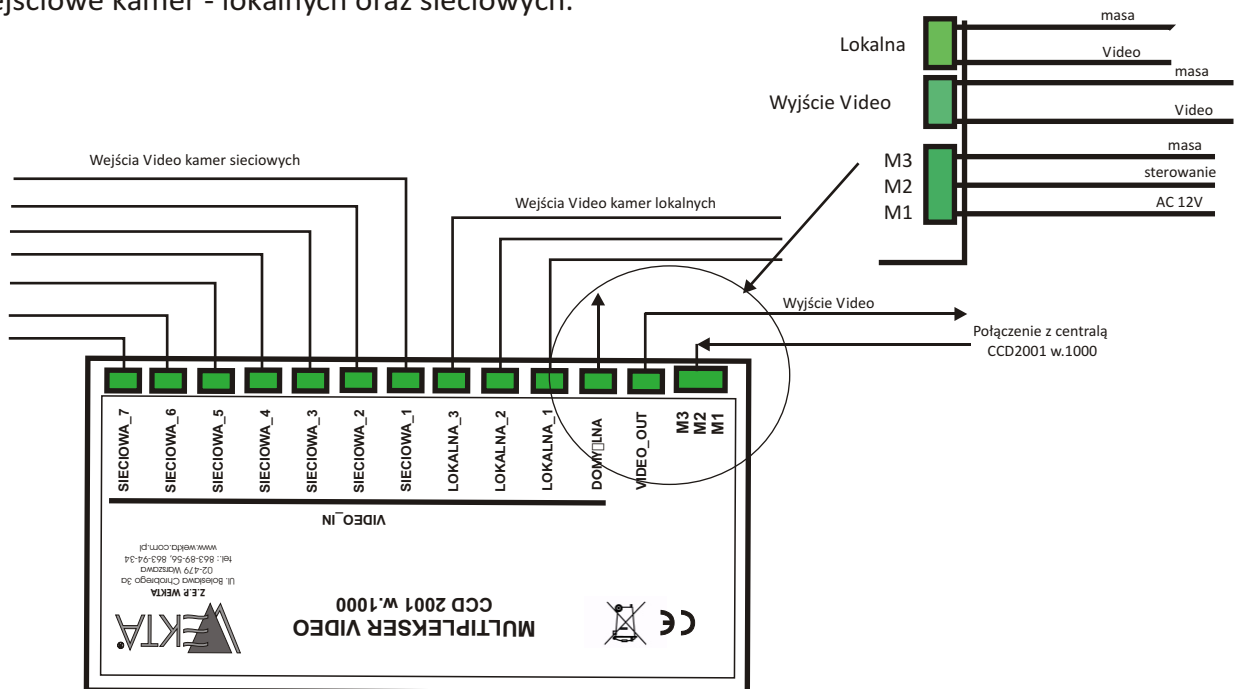 ejściowe kamer - lokalnych oraz sieciowych.
masa
Lokalna
Video
masa
Wyjście Video
Video
masa
M3
sterowanie
M2
AC 12V
M1
Wejścia Video kamer sieciowych
Wejścia Video kamer lokalnych
Wyjście Video
Połączenie z centralą
CCD2001 w.1000
SIECIOWA_7
SIECIOWA_6
SIECIOWA_5
SIECIOWA_4
SIECIOWA_3
SIECIOWA_2
SIECIOWA_1
LOKALNA_3
LOKALNA_2
LOKALNA_1
DOMY□LNA
VIDEO_OUT
M3
M2
M1
VIDEO_IN
MULTIPLEKSER VIDEO
CCD 2001 w.1000
WEKTA®
Z.E.P. WEKTA
Ul. Bolesława Chrobrego 3a
02-479 Warszawa
tel.: 863-89-56, 863-94-34
www.wekta.com.pl
CE